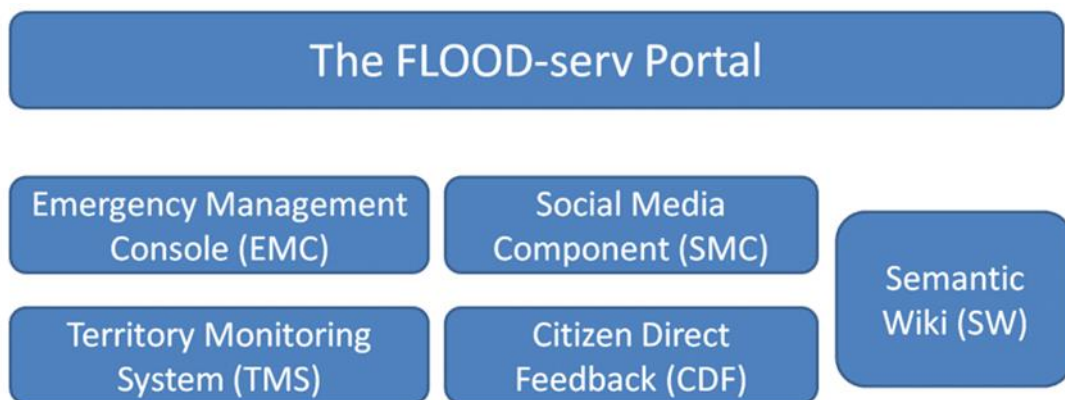 The FLOOD-serv Portal
Emergency Management
Console (EMC)
Social Media
Component (SMC)
Semantic
Wiki (SW)
Territory Monitoring
System (TMS)
Citizen Direct
Feedback (CDF)